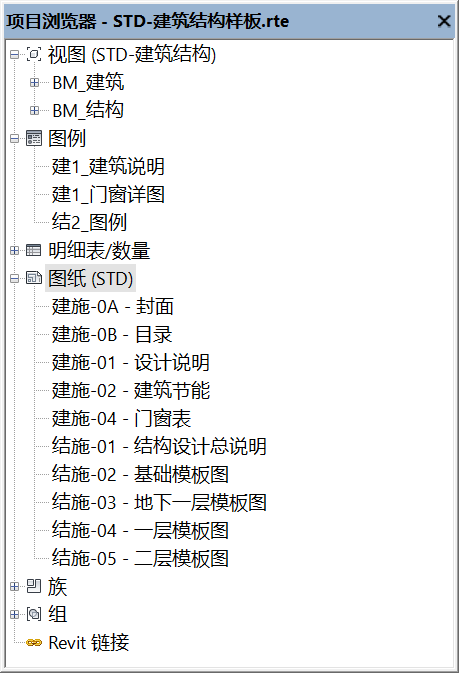 项目浏览器 - STD-建筑结构样板.rte
视图 (STD-建筑结构)
BM_建筑
BM_结构
图例
建1_建筑说明
建1_门窗详图
结2_图例
明细表/数量
图纸 (STD)
建施-0A - 封面
建施-0B - 目录
建施-01 - 设计说明
建施-02 - 建筑节能
建施-04 - 门窗表
结施-01 - 结构设计总说明
结施-02 - 基础模板图
结施-03 - 地下一层模板图
结施-04 - 一层模板图
结施-05 - 二层模板图
族
组
Revit 链接